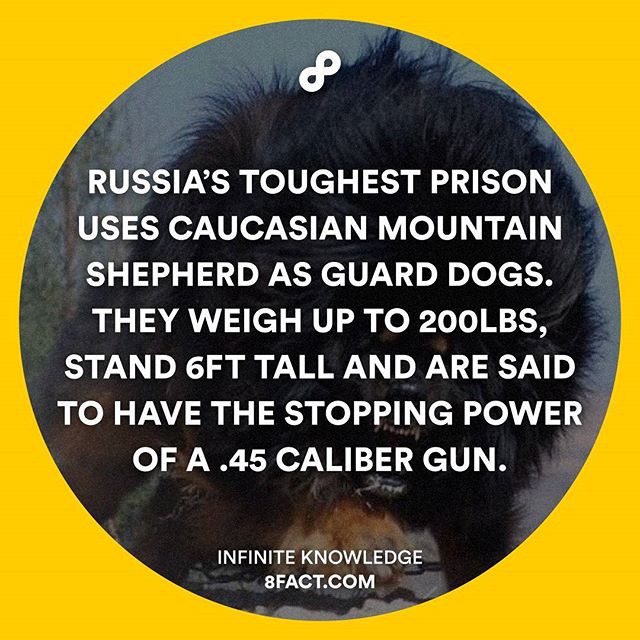 RUSSIA'S TOUGHEST PRISON
USES CAUCASIAN MOUNTAIN
SHEPHERD AS GUARD DOGS.
THEY WEIGH UP TO 200LBS,
STAND 6FT TALL AND ARE SAID
TO HAVE THE STOPPING POWER
OF A .45 CALIBER GUN.
INFINITE KNOWLEDGE
8FACT.COM